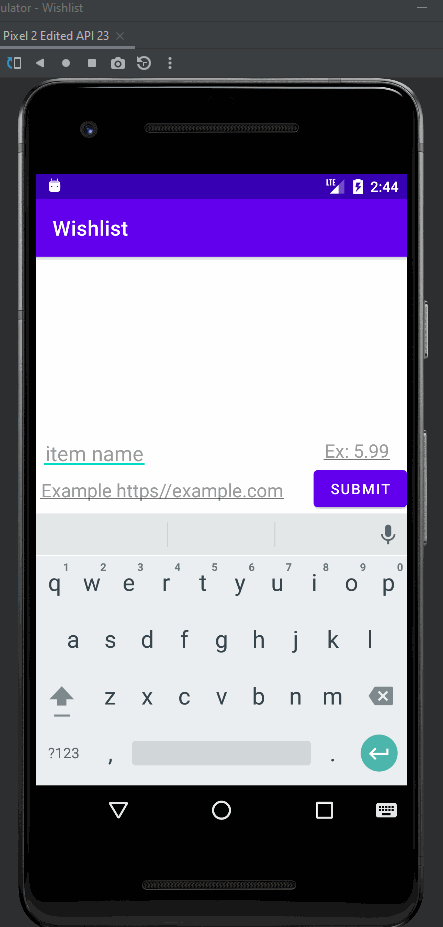 ulator - Wishlist
Pixel 2 Edited API 23
LTE 2:44
Wishlist
item name
Ex: 5.99
Example https//example.com
SUBMIT
1 2 3 4 5 6 7 8 9 0
q w e r t y u i o p
a s d f g h j k l
z x c v b n m
?123 , .